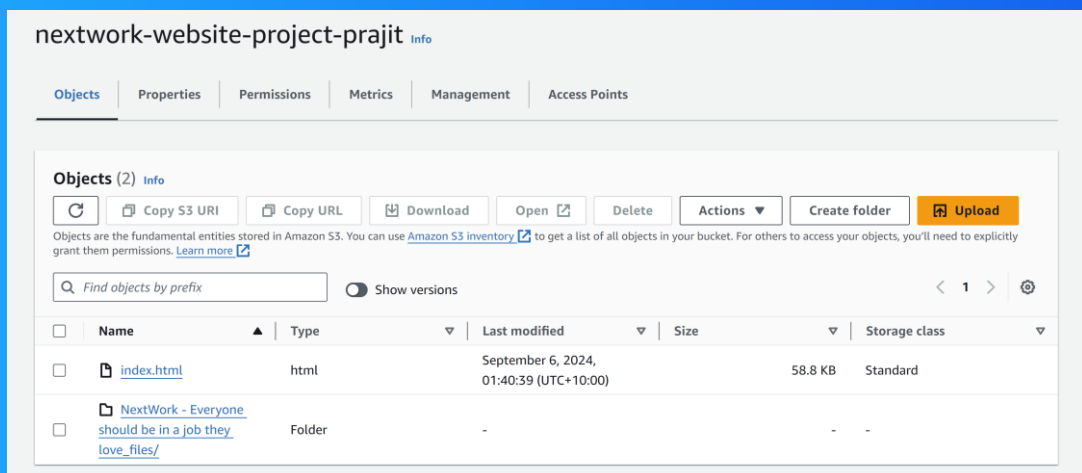 nextwork-website-project-prajit Info
Objects Properties Permissions Metrics Management Access Points
Objects (2) Info
Copy S3 URI Copy URL Download Open Delete Actions Create folder Upload
Objects are the fundamental entities stored in Amazon S3. You can use Amazon S3 inventory to get a list of all objects in your bucket. For others to access your objects, you'll need to explicitly
grant them permissions. Learn more
Find objects by prefix Show versions 1
Name Type Last modified Size Storage class
index.html html September 6, 2024, 58.8 KB Standard
01:40:39 (UTC+10:00)
NextWork - Everyone
should be in a job they Folder - - -
love_files/